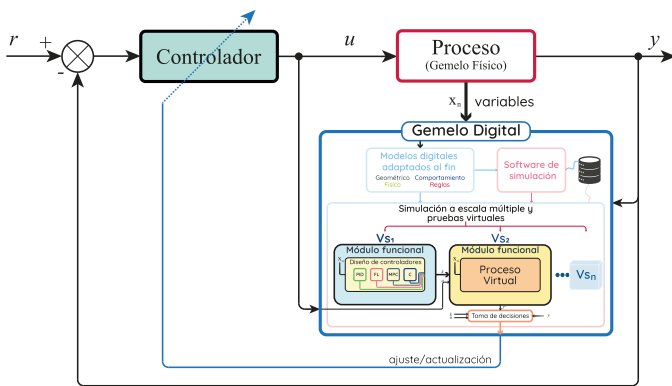 r
+
-
Controlador
u
Proceso
(Gemelo Físico)
y
xn variables
Gemelo Digital
Modelos digitales
adaptados al fin
Geométrico Comportamiento
Físico Reglas
Software de
simulación
Simulación a escala múltiple y
pruebas virtuales
Vs1
Vs2
Módulo funcional
Módulo funcional
Diseño de controladores
PID FL MPC C
Proceso
Virtual
Vsn
Toma de decisiones
ajuste/actualización